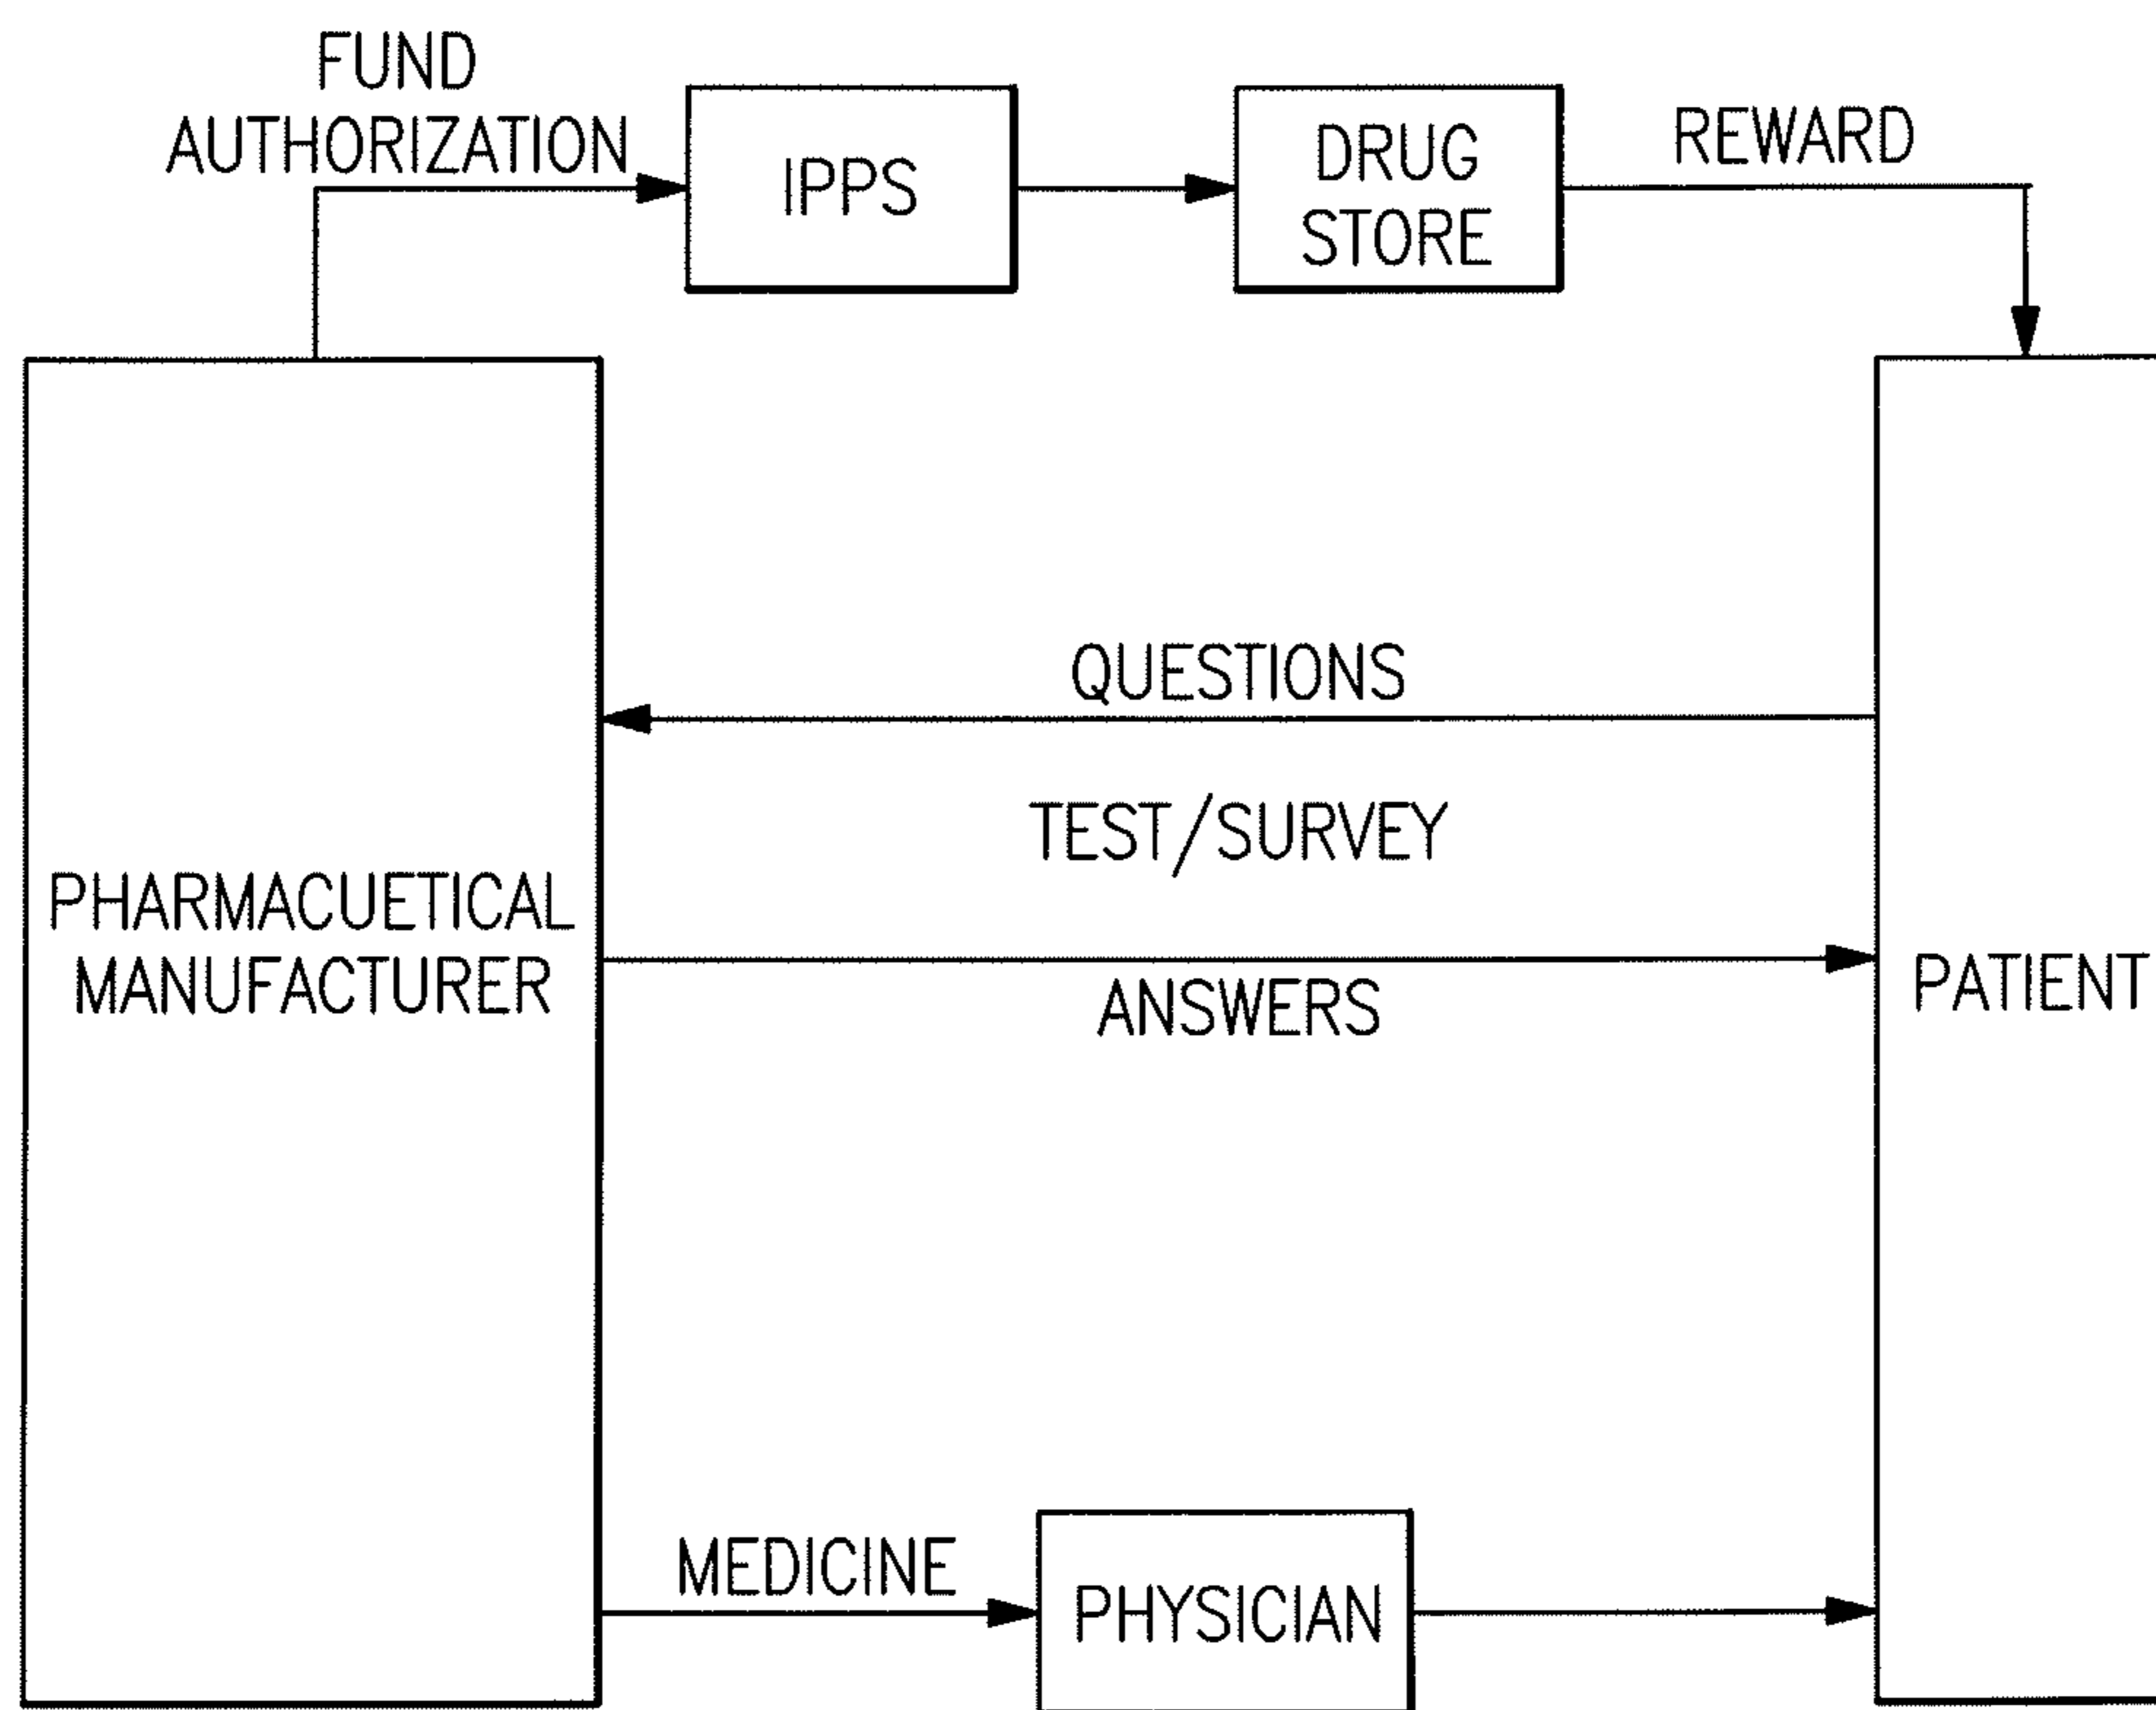 FUND
AUTHORIZATION
IPPS
DRUG
STORE
REWARD
QUESTIONS
TEST/SURVEY
PHARMACUETICAL
MANUFACTURER
ANSWERS
PATIENT
MEDICINE
PHYSICIAN